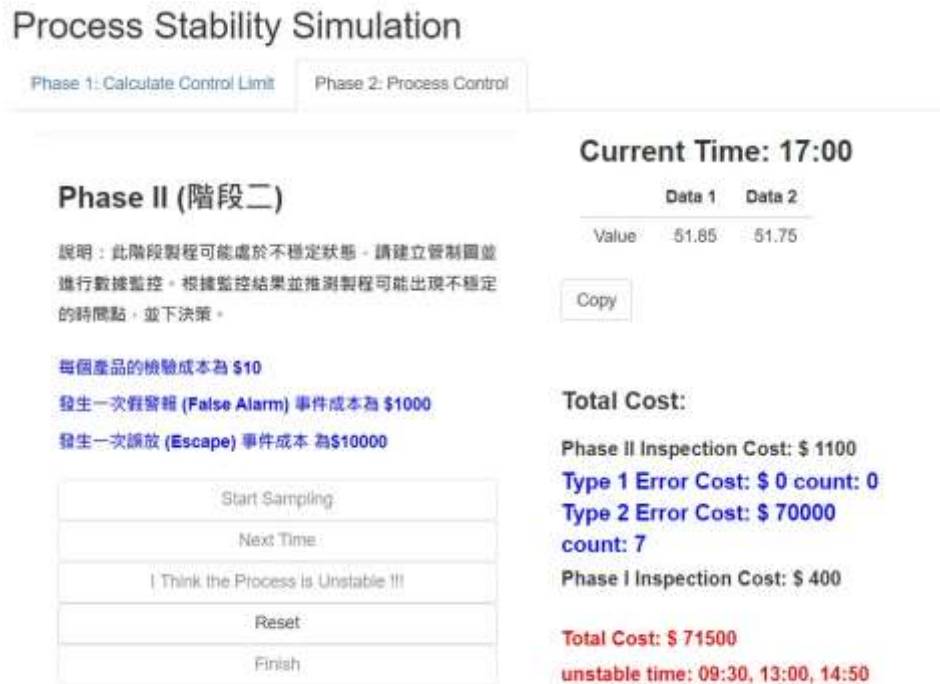 Process Stability Simulation
Phase 1: Calculate Control Limit
Phase 2: Process Control
Phase II (階段二)
說明：此階段製程可能處於不穩定狀態，請建立管制圖並
進行數據監控。根據監控結果並推測製程可能出現不穩定
的時間點，並下決策。
每個產品的檢驗成本為 $10
發生一次假警報 (False Alarm) 事件成本為 $1000
發生一次誤放 (Escape) 事件成本 為$10000
Start Sampling
Next Time
I Think the Process is Unstable !!!
Reset
Finish
Current Time: 17:00
Data 1 Data 2
Value 51.85 51.75
Copy
Total Cost:
Phase II Inspection Cost: $ 1100
Type 1 Error Cost: $ 0 count: 0
Type 2 Error Cost: $ 70000
count: 7
Phase I Inspection Cost: $ 400
Total Cost: $ 71500
unstable time: 09:30, 13:00, 14:50